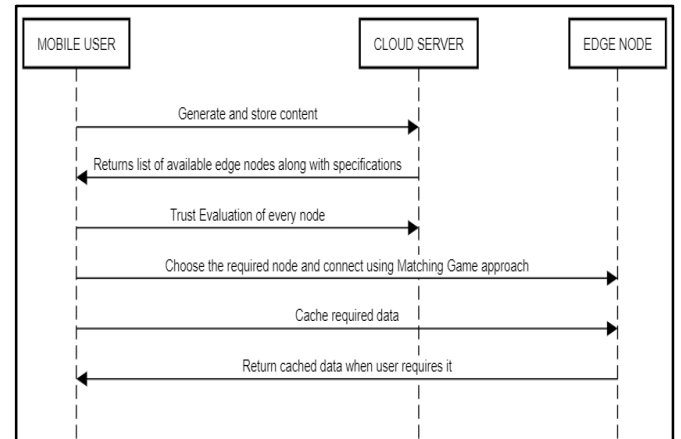 MOBILE USER
CLOUD SERVER
EDGE NODE
Generate and store content
Returns list of available edge nodes along with specifications
Trust Evaluation of every node
Choose the required node and connect using Matching Game approach
Cache required data
Return cached data when user requires it